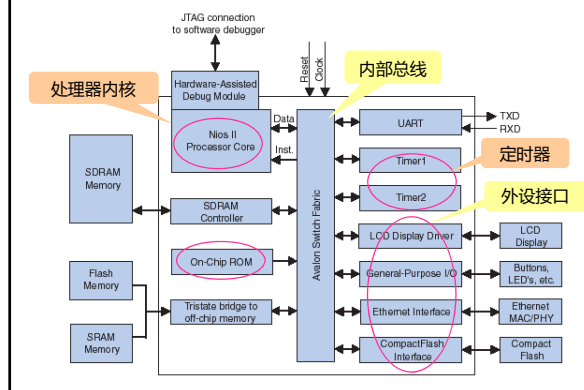 JTAG connection
to software debugger
Reset
Clock
内部总线
处理器内核
Hardware-Assisted
Debug Module
Nios II
Processor Core
Data
Inst.
UART
TXD
RXD
定时器
Timer1
Timer2
外设接口
SDRAM
Memory
SDRAM
Controller
Avalon Switch Fabric
LCD Display Driver
LCD
Display
On-Chip ROM
General-Purpose I/O
Buttons,
LED's, etc.
Flash
Memory
Tristate bridge to
off-chip memory
Ethernet Interface
Ethernet
MAC/PHY
SRAM
Memory
CompactFlash
Interface
Compact
Flash